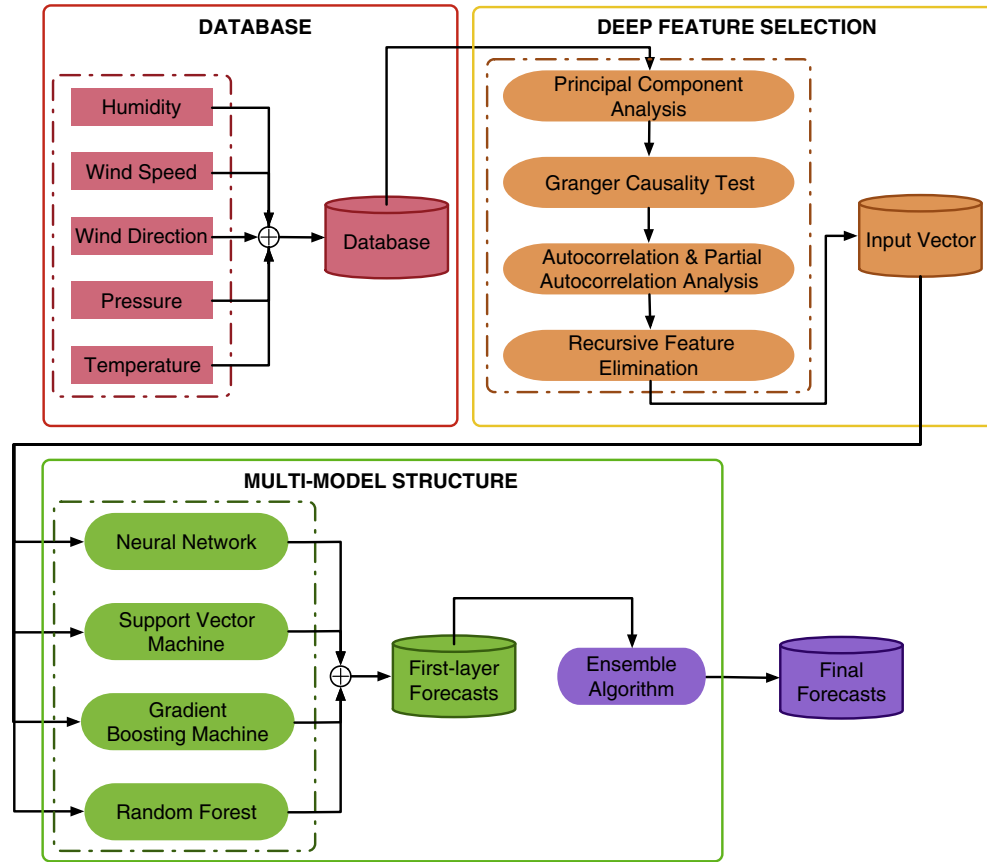 DATABASE
Humidity
Wind Speed
Wind Direction
Pressure
Temperature
Database
DEEP FEATURE SELECTION
Principal Component
Analysis
Granger Causality Test
Autocorrelation & Partial
Autocorrelation Analysis
Recursive Feature
Elimination
Input Vector
MULTI-MODEL STRUCTURE
Neural Network
Support Vector
Machine
Gradient
Boosting Machine
Random Forest
First-layer
Forecasts
Ensemble
Algorithm
Final
Forecasts